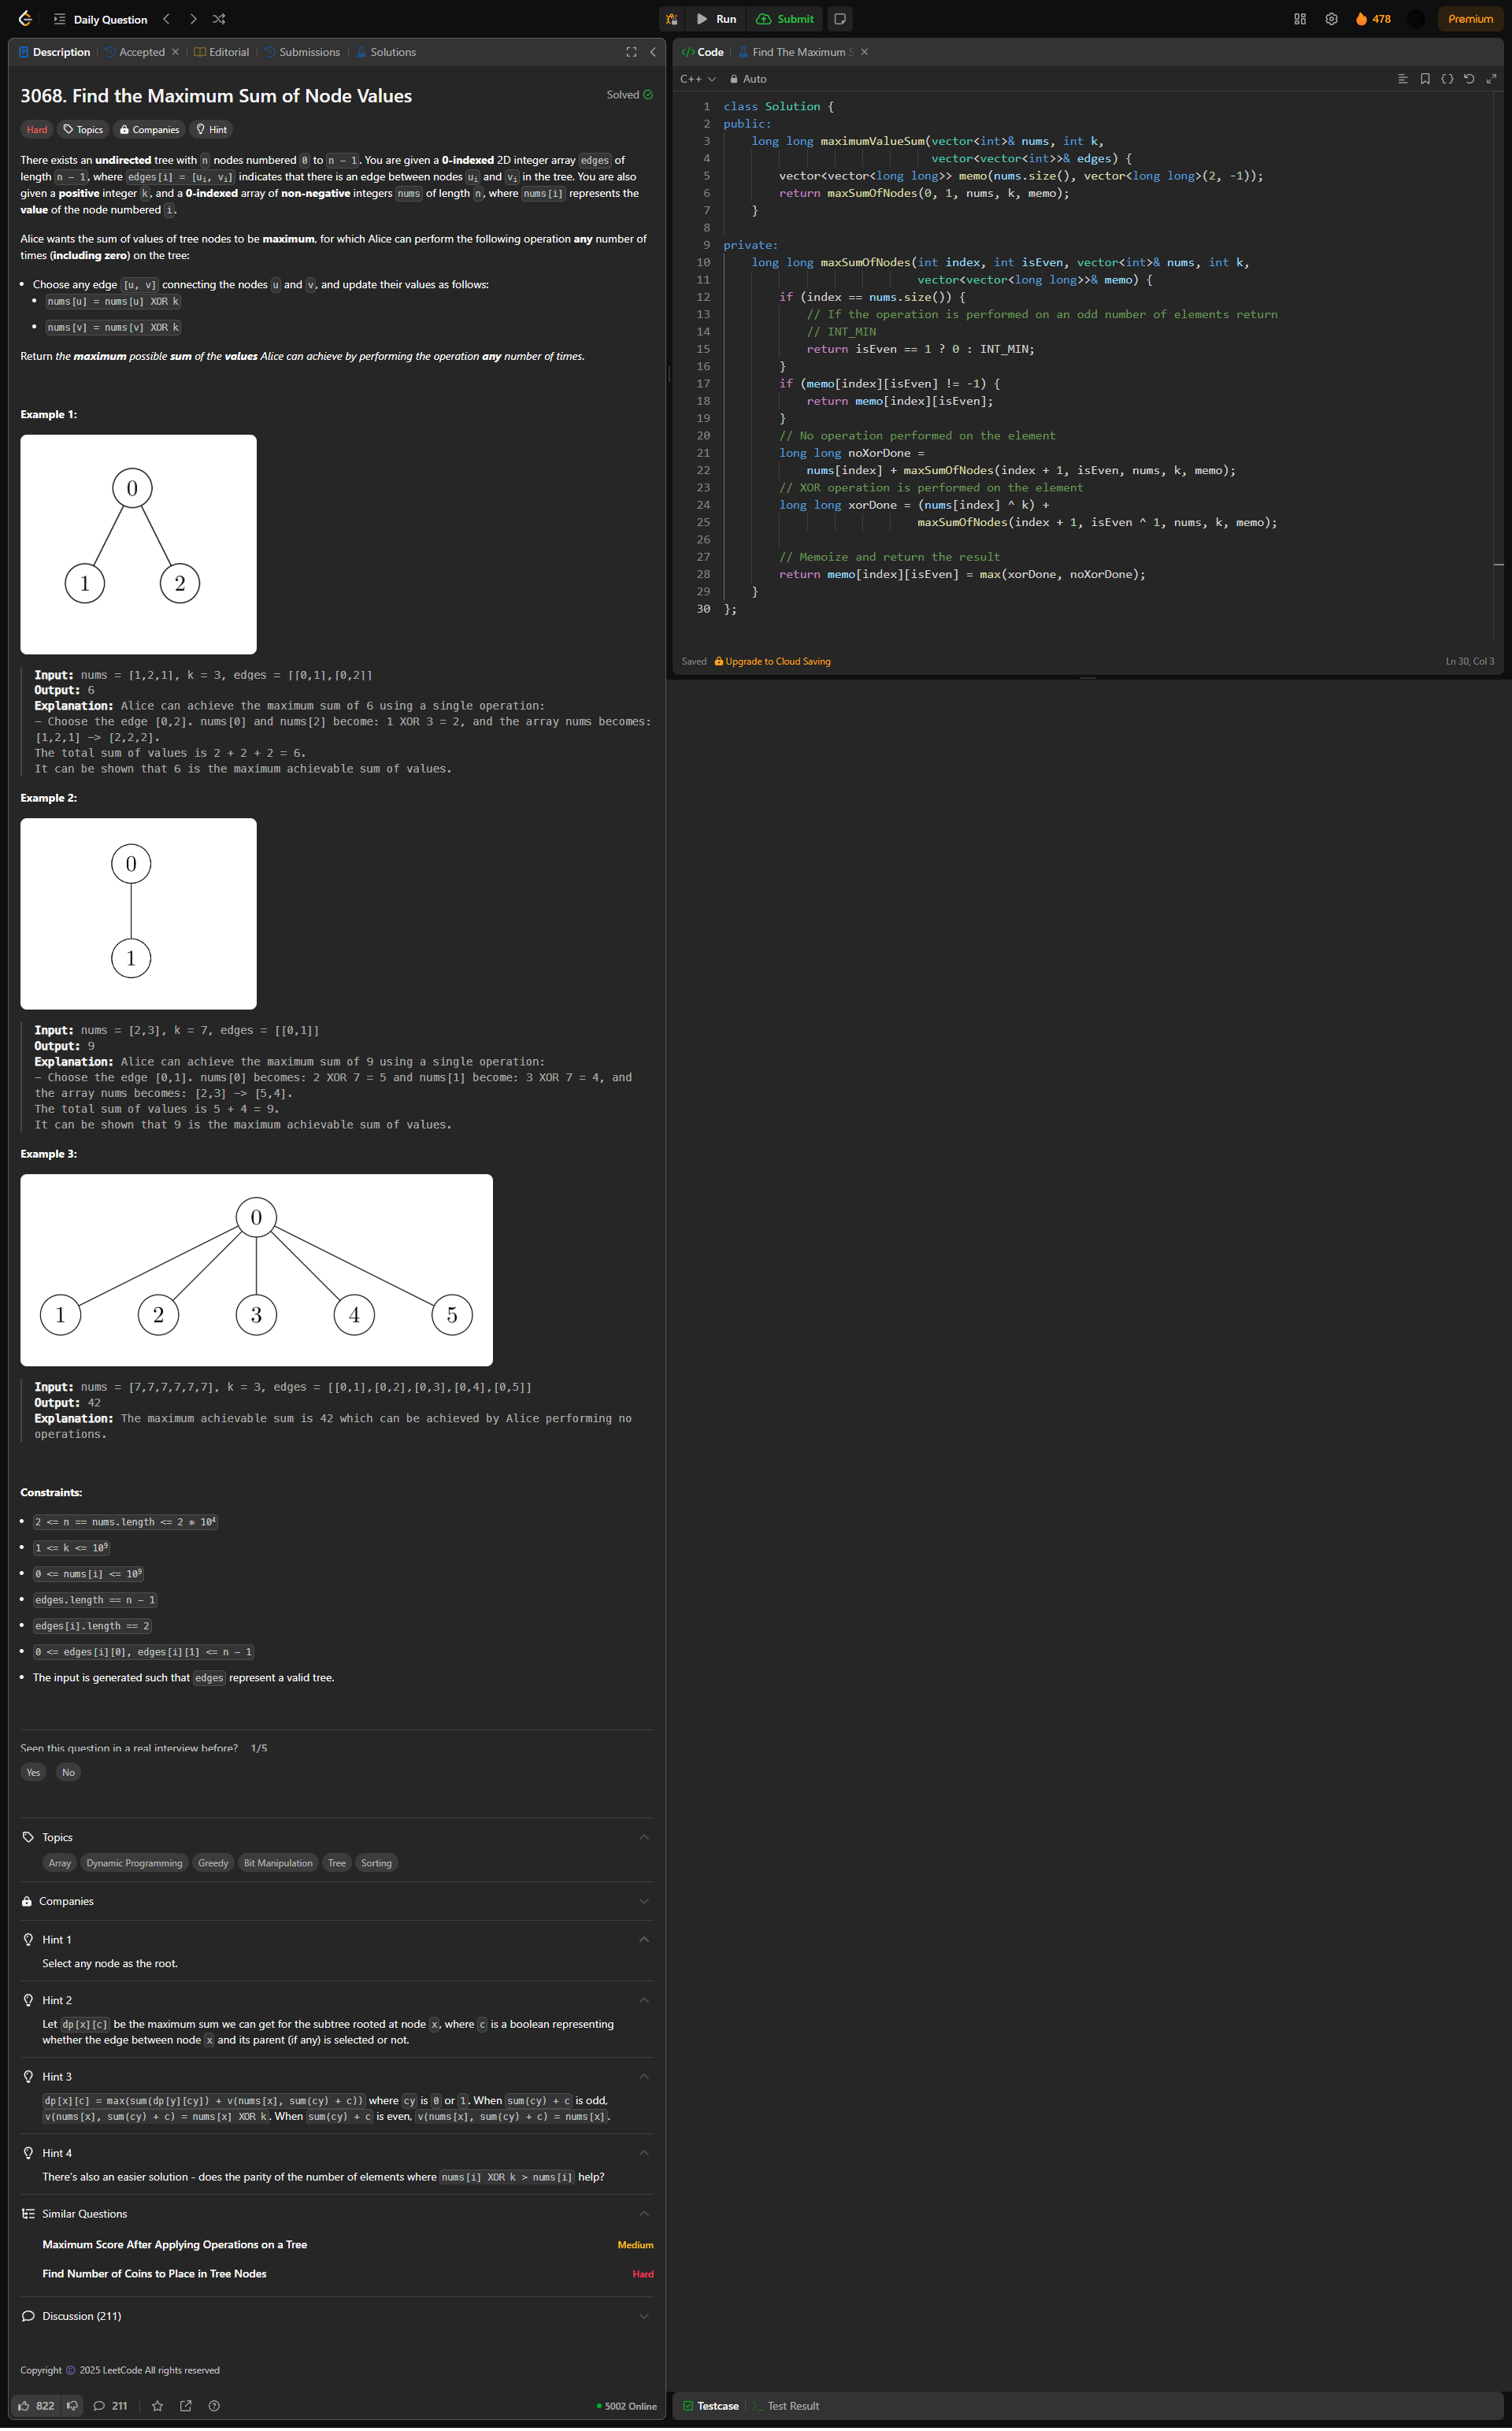 Daily Question
Run
Submit
478
Premium
Description
Accepted
Editorial
Submissions
Solutions
3068. Find the Maximum Sum of Node Values
Solved
Hard
Topics
Companies
Hint
There exists an undirected tree with n nodes numbered 0 to n - 1. You are given a 0-indexed 2D integer array edges of
length n - 1, where edges[i] = [ui, vi] indicates that there is an edge between nodes ui and vi in the tree. You are also
given a positive integer k, and a 0-indexed array of non-negative integers nums of length n, where nums[i] represents the
value of the node numbered i.
Alice wants the sum of values of tree nodes to be maximum, for which Alice can perform the following operation any number of
times (including zero) on the tree:
• Choose any edge [u, v] connecting the nodes u and v, and update their values as follows:
• nums[u] = nums[u] XOR k
• nums[v] = nums[v] XOR k
Return the maximum possible sum of the values Alice can achieve by performing the operation any number of times.
Example 1:
0
1
2
Input: nums = [1,2,1], k = 3, edges = [[0,1],[0,2]]
Output: 6
Explanation: Alice can achieve the maximum sum of 6 using a single operation:
- Choose the edge [0,2]. nums[0] and nums[2] become: 1 XOR 3 = 2, and the array nums becomes:
[1,2,1] -> [2,2,2].
The total sum of values is 2 + 2 + 2 = 6.
It can be shown that 6 is the maximum achievable sum of values.
Example 2:
0
1
Input: nums = [2,3], k = 7, edges = [[0,1]]
Output: 9
Explanation: Alice can achieve the maximum sum of 9 using a single operation:
- Choose the edge [0,1]. nums[0] becomes: 2 XOR 7 = 5 and nums[1] become: 3 XOR 7 = 4, and
the array nums becomes: [2,3] -> [5,4].
The total sum of values is 5 + 4 = 9.
It can be shown that 9 is the maximum achievable sum of values.
Example 3:
0
1
2
3
4
5
Input: nums = [7,7,7,7,7,7], k = 3, edges = [[0,1],[0,2],[0,3],[0,4],[0,5]]
Output: 42
Explanation: The maximum achievable sum is 42 which can be achieved by Alice performing no
operations.
Constraints:
• 2 <= n == nums.length <= 2 * 10⁴
• 1 <= k <= 10⁹
• 0 <= nums[i] <= 10⁹
• edges.length == n - 1
• edges[i].length == 2
• 0 <= edges[i][0], edges[i][1] <= n - 1
• The input is generated such that edges represent a valid tree.
Seen this question in a real interview before? 1/5
Yes
No
Topics
Array
Dynamic Programming
Greedy
Bit Manipulation
Tree
Sorting
Companies
Hint 1
Select any node as the root.
Hint 2
Let dp[x][c] be the maximum sum we can get for the subtree rooted at node x, where c is a boolean representing
whether the edge between node x and its parent (if any) is selected or not.
Hint 3
dp[x][c] = max(sum(dp[y][cy]) + v(nums[x], sum(cy) + c)) where cy is 0 or 1. When sum(cy) + c is odd,
v(nums[x], sum(cy) + c) = nums[x] XOR k. When sum(cy) + c is even, v(nums[x], sum(cy) + c) = nums[x].
Hint 4
There's also an easier solution - does the parity of the number of elements where nums[i] XOR k > nums[i] help?
Similar Questions
Maximum Score After Applying Operations on a Tree
Medium
Find Number of Coins to Place in Tree Nodes
Hard
Discussion (211)
Copyright © 2025 LeetCode All rights reserved
822
211
5002 Online
</> Code
Find The Maximum
C++
Auto
1 class Solution {
2 public:
3 long long maximumValueSum(vector<int>& nums, int k,
4 vector<vector<int>>& edges) {
5 vector<vector<long long>> memo(nums.size(), vector<long long>(2, -1));
6 return maxSumOfNodes(0, 1, nums, k, memo);
7 }
8
9 private:
10 long long maxSumOfNodes(int index, int isEven, vector<int>& nums, int k,
11 vector<vector<long long>>& memo) {
12 if (index == nums.size()) {
13 // If the operation is performed on an odd number of elements return
14 // INT_MIN
15 return isEven == 1 ? 0 : INT_MIN;
16 }
17 if (memo[index][isEven] != -1) {
18 return memo[index][isEven];
19 }
20 // No operation performed on the element
21 long long noXorDone =
22 nums[index] + maxSumOfNodes(index + 1, isEven, nums, k, memo);
23 // XOR operation is performed on the element
24 long long xorDone = (nums[index] ^ k) +
25 maxSumOfNodes(index + 1, isEven ^ 1, nums, k, memo);
26
27 // Memoize and return the result
28 return memo[index][isEven] = max(xorDone, noXorDone);
29 }
30 };
Saved
Upgrade to Cloud Saving
Ln 30, Col 3
Testcase
Test Result